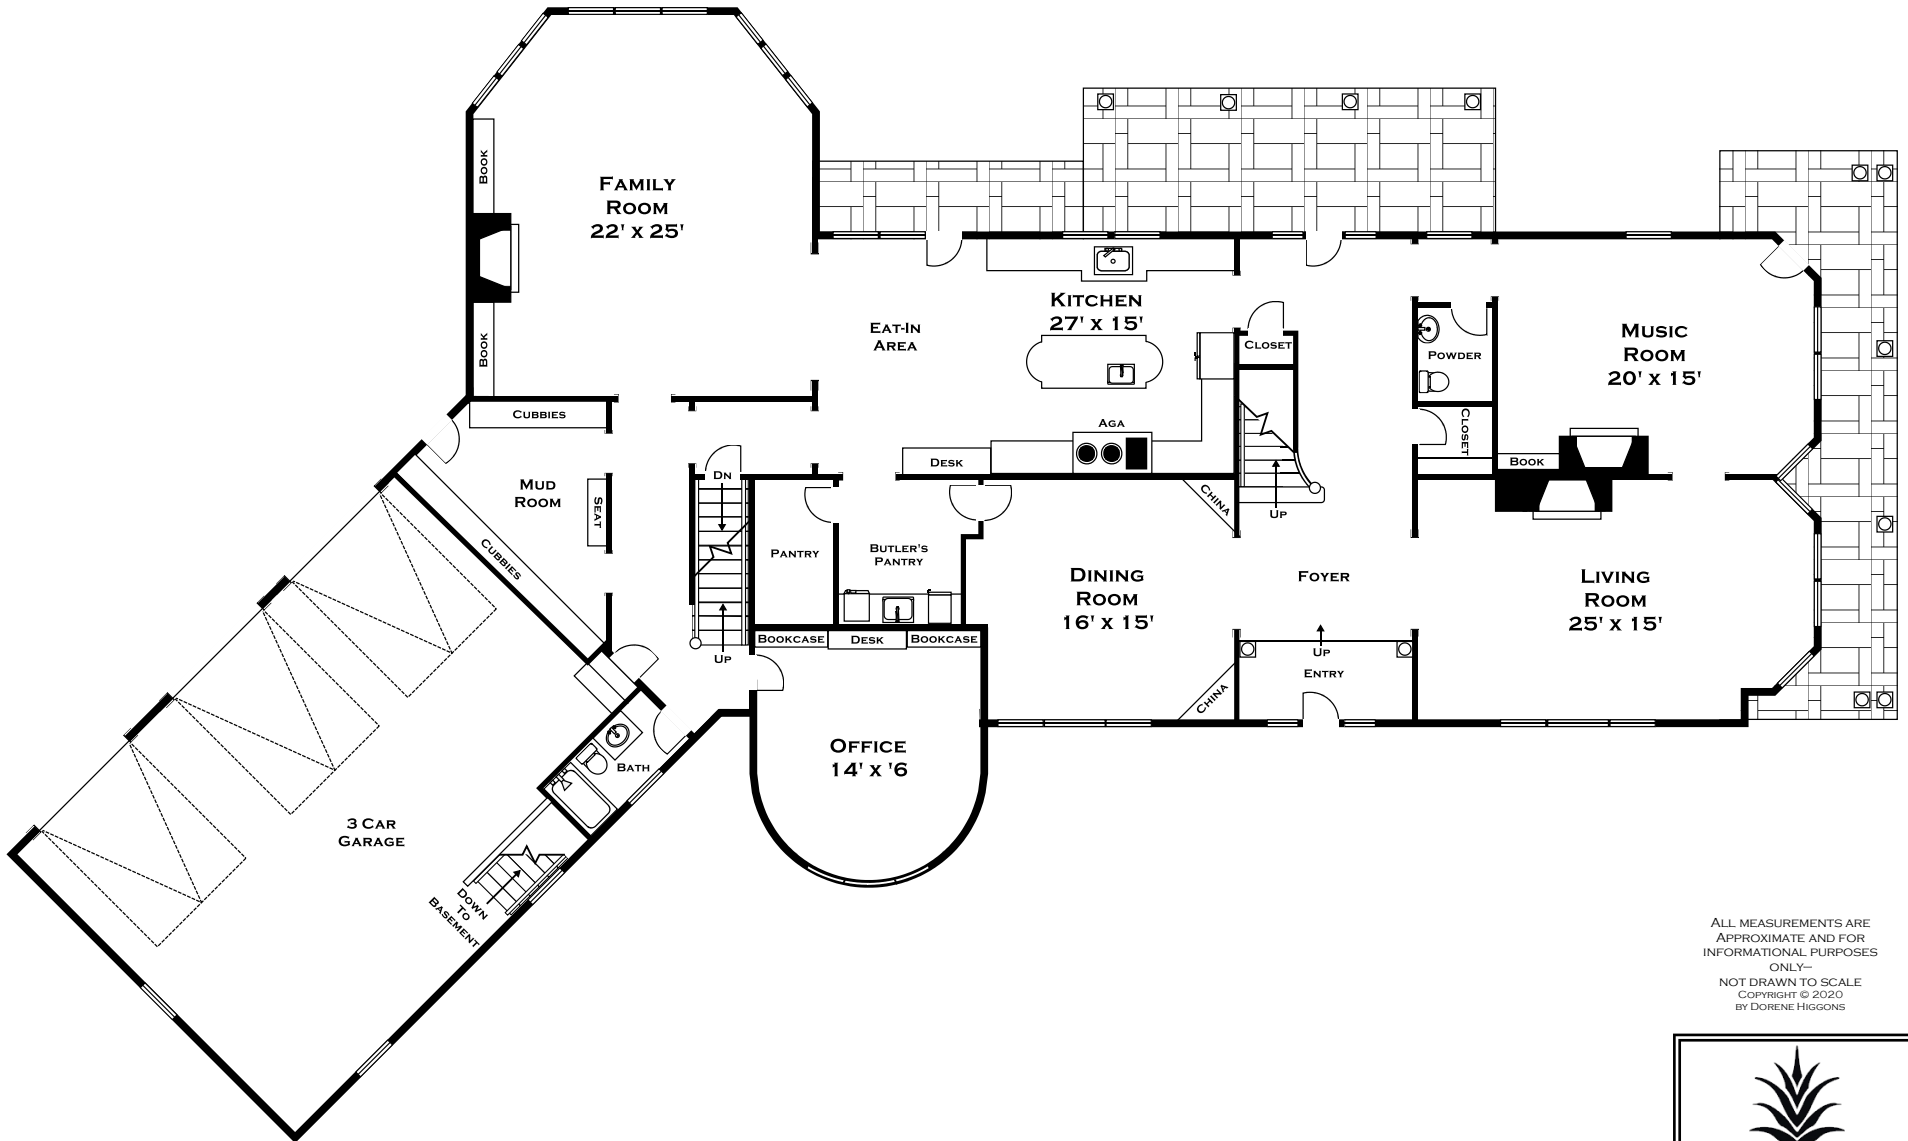 FAMILY
ROOM
22' X 25'
BOOK
BOOK
EAT-IN
AREA
KITCHEN
27' X 15'
AGA
DESK
CLOSET
UP
POWDER
CLOSET
BOOK
MUSIC
ROOM
20' X 15'
CUBBIES
MUD
ROOM
SEAT
CUBBIES
DN
UP
PANTRY
BUTLER'S
PANTRY
CHINA
DINING
ROOM
16' X 15'
CHINA
FOYER
UP
ENTRY
LIVING
ROOM
25' X 15'
BOOKCASE
DESK
BOOKCASE
OFFICE
14' X '6
BATH
3 CAR
GARAGE
DOWN
TO
BASEMENT
ALL MEASUREMENTS ARE
APPROXIMATE AND FOR
INFORMATIONAL PURPOSES
ONLY–
NOT DRAWN TO SCALE
COPYRIGHT © 2020
BY DORENE HIGGONS